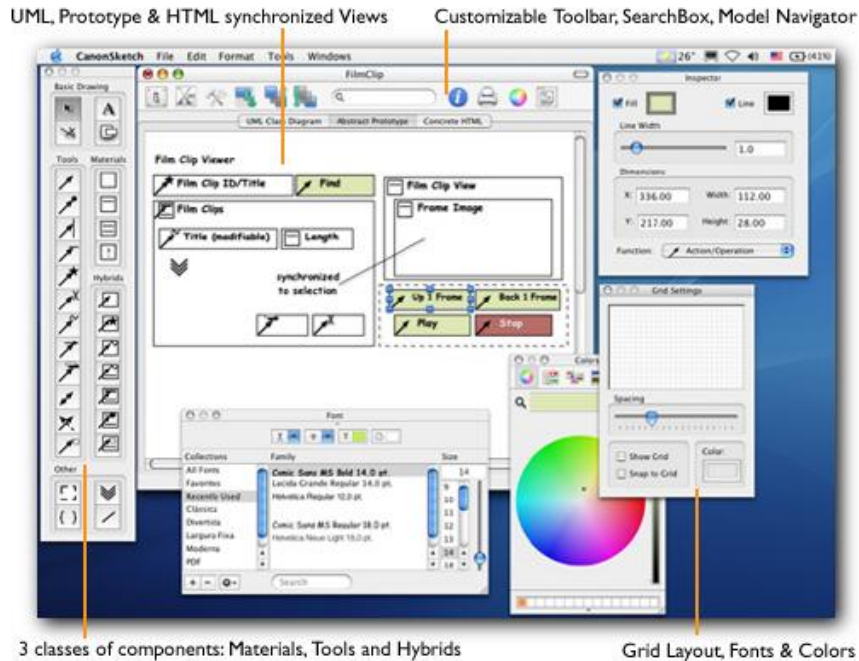 UML, Prototype & HTML synchronized Views
Customizable Toolbar, SearchBox, Model Navigator
CanonSketch File Edit Format Tools Windows
26° (41%)
Basic Drawing
A
Tools Materials
Hybrids
Other
{ }
FilmClip
UML Class Diagram Abstract Prototype Concrete HTML
Film Clip Viewer
Film Clip ID/Title Find
Film Clips
Title (modifiable) Length
synchronized
to selection
Film Clip View
Frame Image
Up 1 Frame Back 1 Frame
Play Stop
Inspector
Fill Line
Line Width
1.0
Dimensions
X: 336.00 Width: 112.00
Y: 217.00 Height: 28.00
Function: Action/Operation
Grid Settings
Spacing
Show Grid
Snap to Grid
Color:
Colors
Font
Collections Family Size
All Fonts
Favorites
Recently Used
Clássica
Divertida
Largura Fixa
Moderna
PDF
Comic Sans MS Bold 14.0 pt.
Lucida Grande Regular 14.0 pt.
Helvetica Regular 12.0 pt.
Comic Sans MS Regular 18.0 pt.
Helvetica Neue Light 18.0 pt.
14
9
10
11
12
13
14
18
Search
3 classes of components: Materials, Tools and Hybrids
Grid Layout, Fonts & Colors